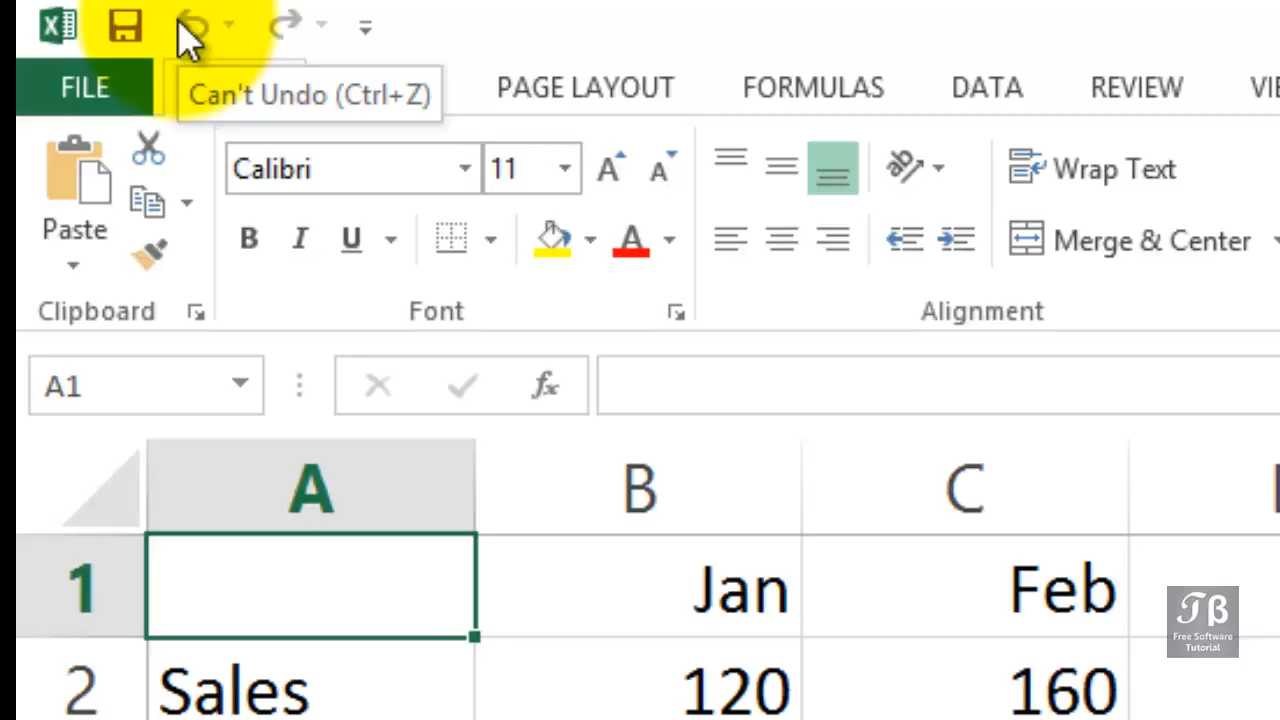 FILE
Can't Undo (Ctrl+Z)
PAGE LAYOUT
FORMULAS
DATA
REVIEW
Paste
Calibri
11
B I U
A A
A
Wrap Text
Merge & Center
Clipboard
Font
Alignment
A1
fx
A B C
1 Jan Feb
2 Sales 120 160
TB
Free Software
Tutorial